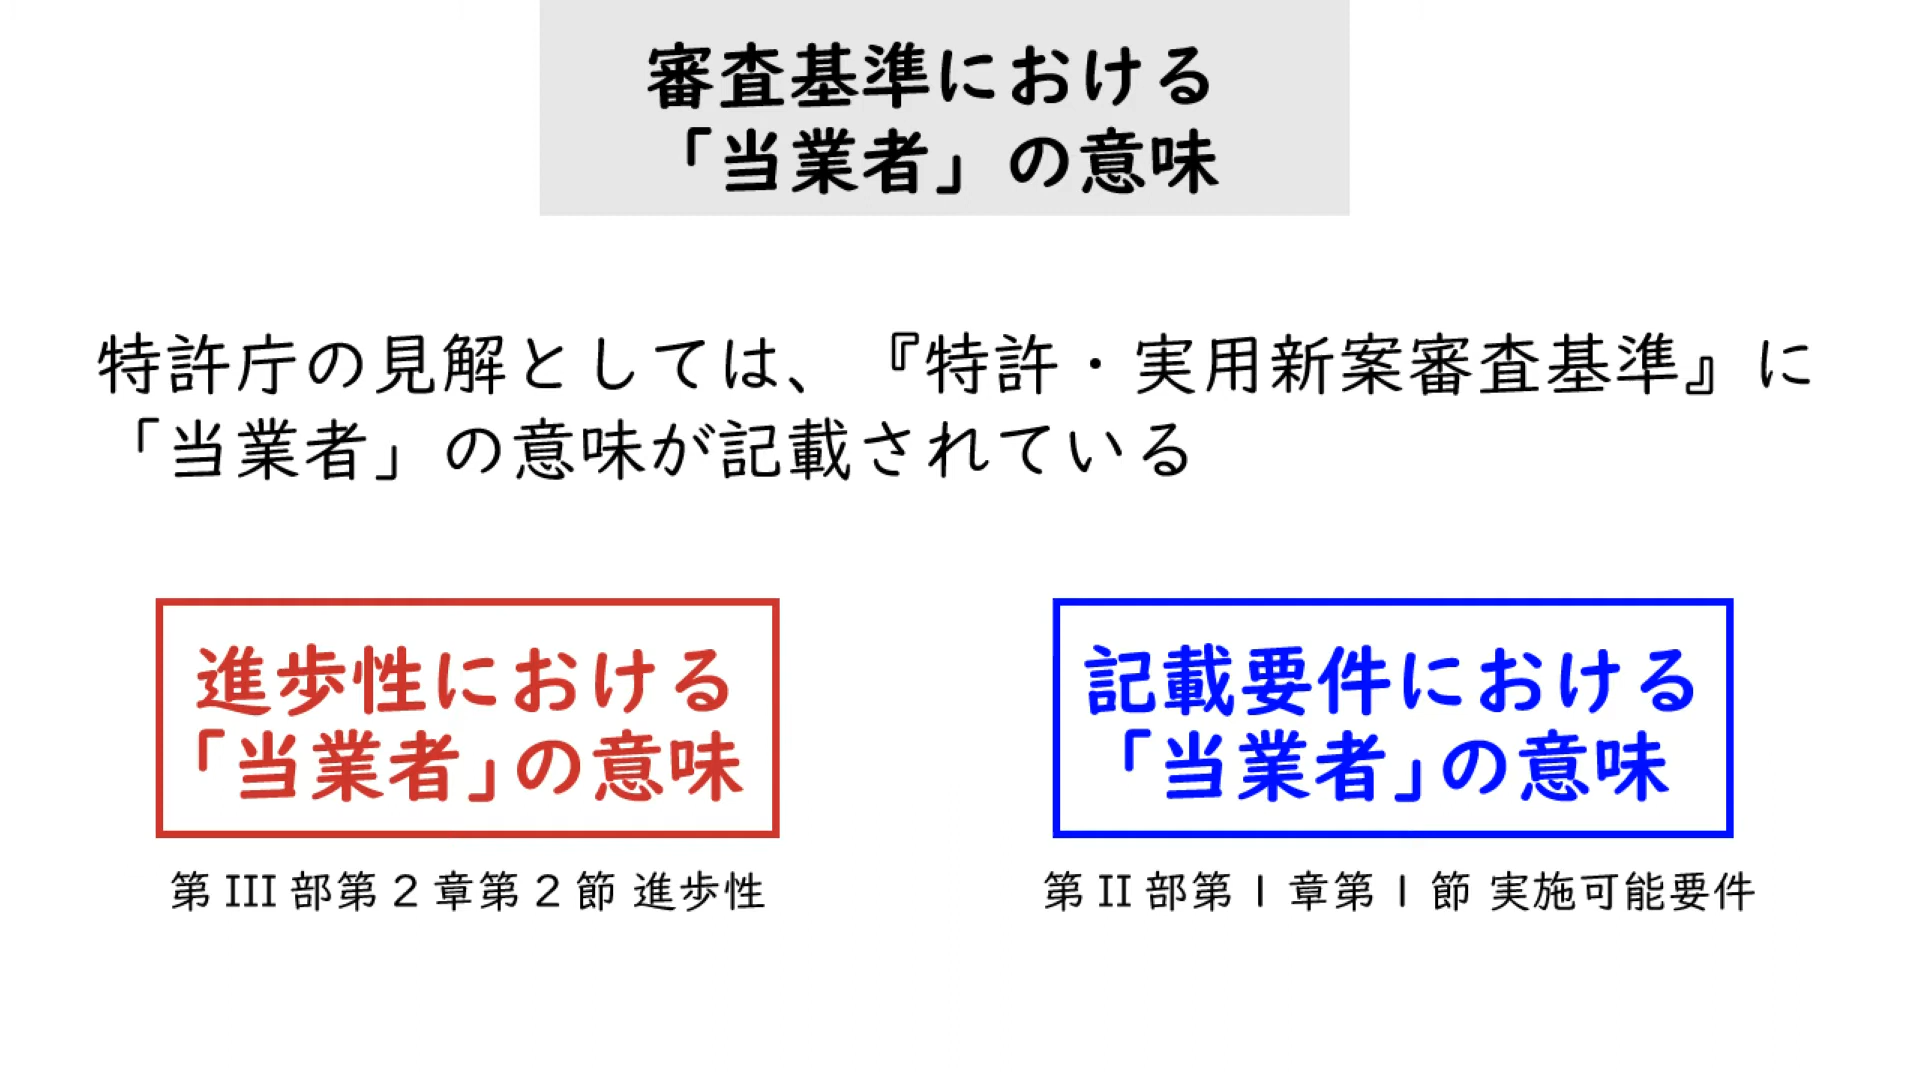 審査基準における
「当業者」の意味
特許庁の見解としては、『特許・実用新案審査基準』に
「当業者」の意味が記載されている
進歩性における
「当業者」の意味
記載要件における
「当業者」の意味
第 III 部第 2 章第 2 節 進歩性
第 II 部第 1 章第 1 節 実施可能要件